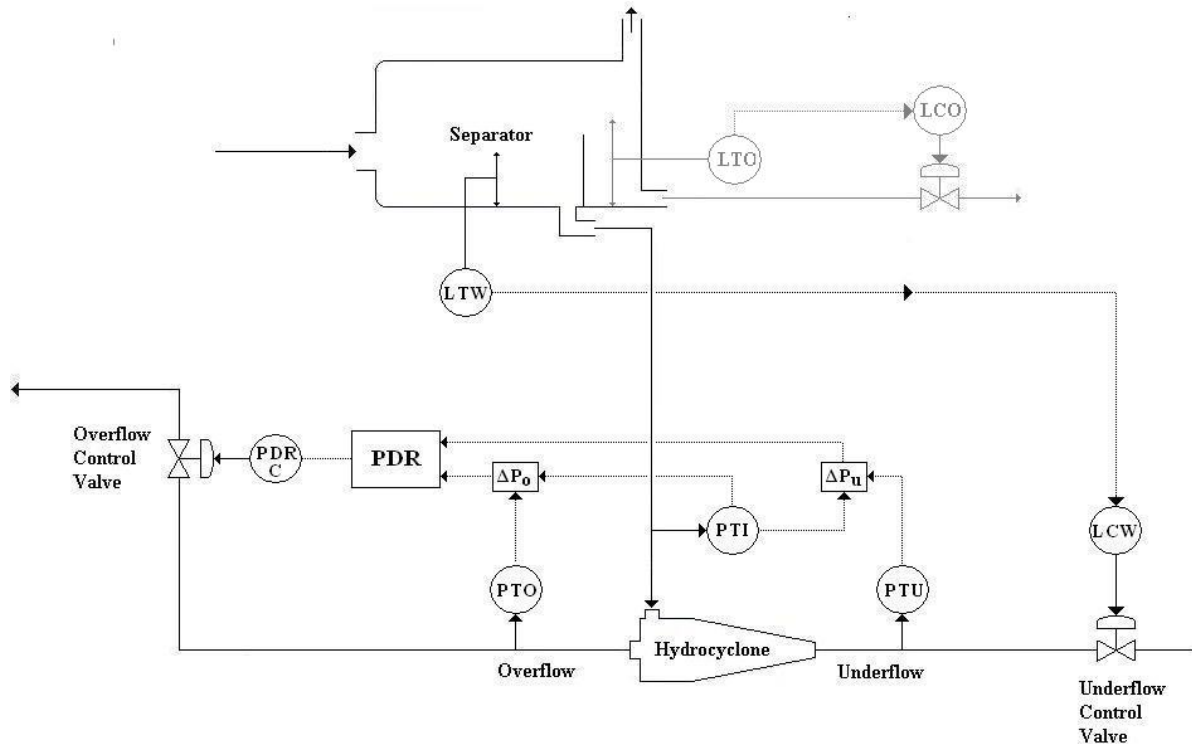 Separator
LCO
LTO
LTW
Overflow
Control
Valve
PDR
C
PDR
ΔPo
ΔPu
PTI
LCW
PTO
PTU
Hydrocyclone
Overflow
Underflow
Underflow
Control
Valve